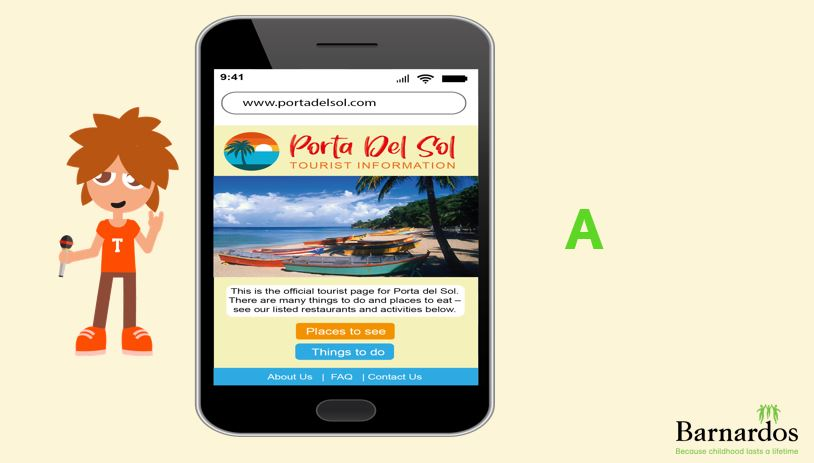 9:41
www.portadelsol.com
Porta Del Sol
TOURIST INFORMATION
This is the official tourist page for Porta del Sol.
There are many things to do and places to eat –
see our listed restaurants and activities below.
Places to see
Things to do
About Us | FAQ | Contact Us
T
A
Barnardos
Because childhood lasts a lifetime